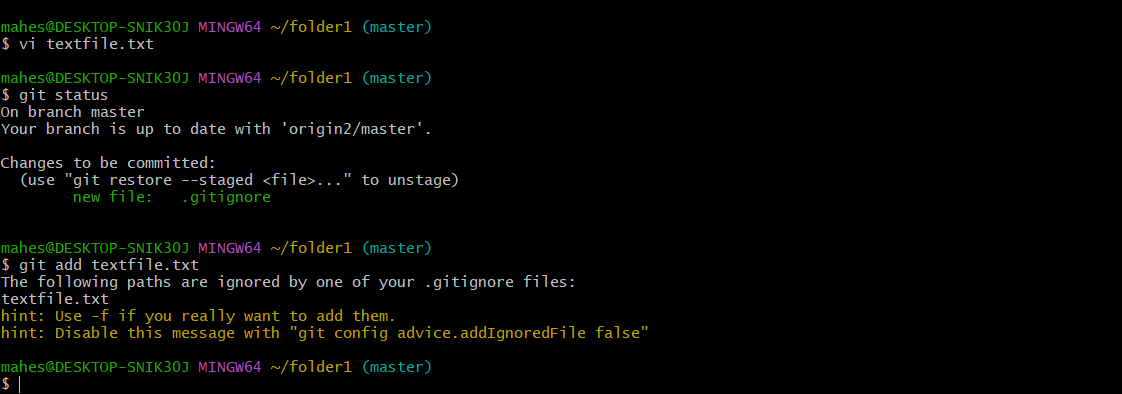 mahes@DESKTOP-SNIK3OJ MINGW64 ~/folder1 (master)
$ vi textfile.txt
mahes@DESKTOP-SNIK3OJ MINGW64 ~/folder1 (master)
$ git status
On branch master
Your branch is up to date with 'origin2/master'.
Changes to be committed:
  (use "git restore --staged <file>..." to unstage)
        new file:   .gitignore
mahes@DESKTOP-SNIK3OJ MINGW64 ~/folder1 (master)
$ git add textfile.txt
The following paths are ignored by one of your .gitignore files:
textfile.txt
hint: Use -f if you really want to add them.
hint: Disable this message with "git config advice.addIgnoredFile false"
mahes@DESKTOP-SNIK3OJ MINGW64 ~/folder1 (master)
$